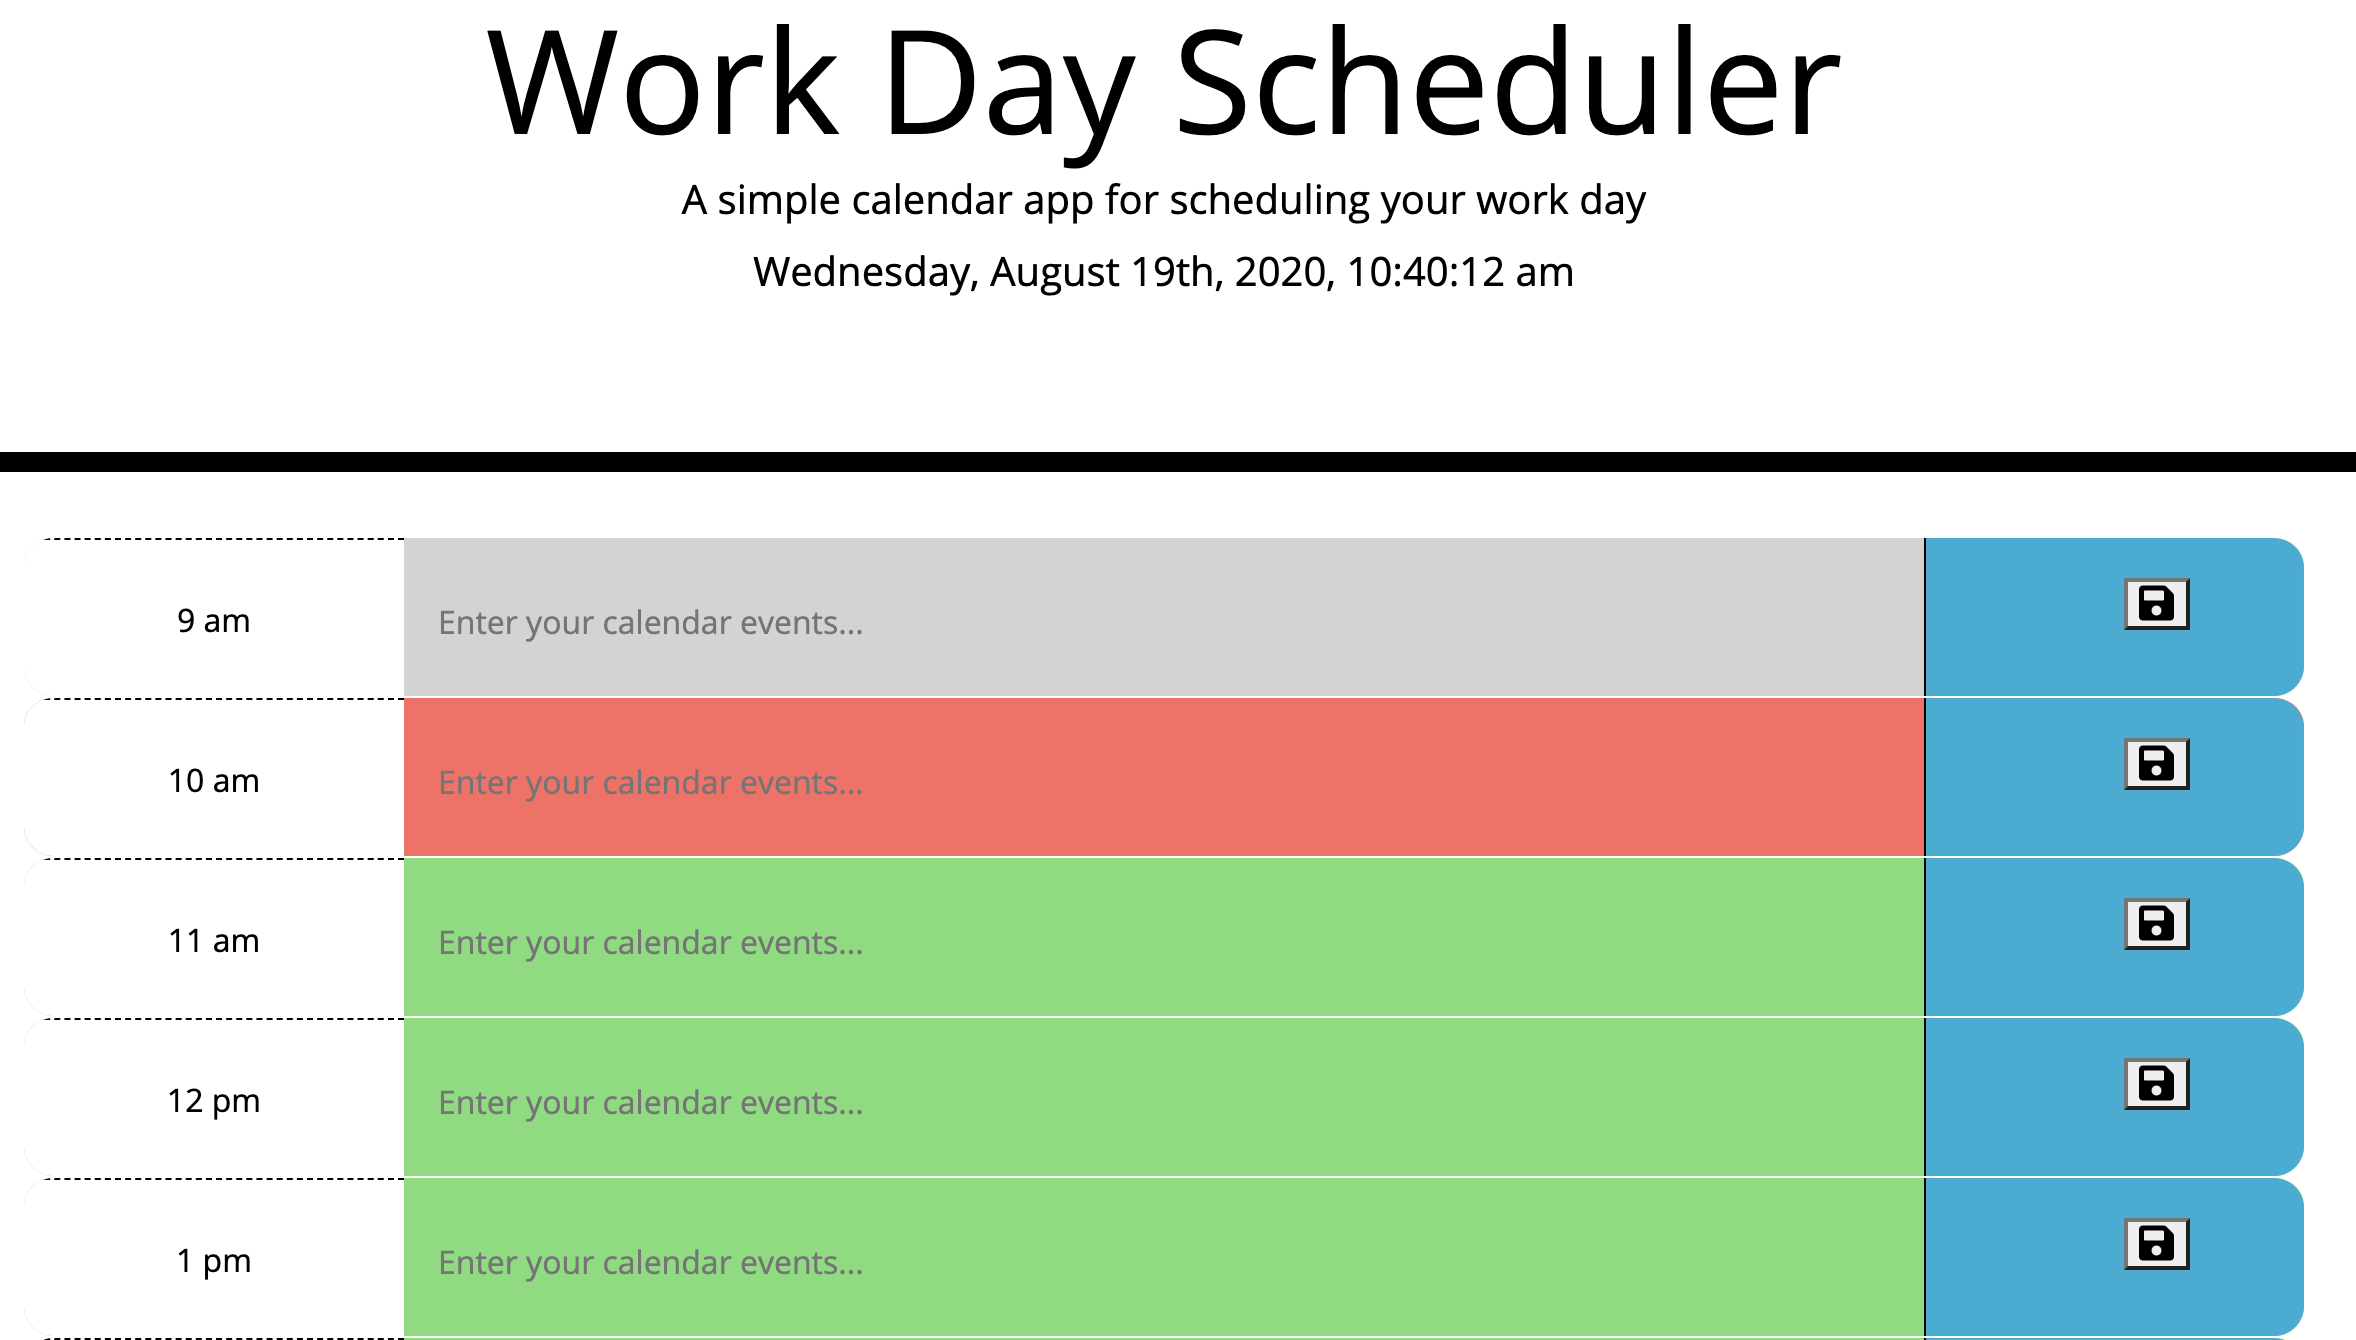 Work Day Scheduler
A simple calendar app for scheduling your work day
Wednesday, August 19th, 2020, 10:40:12 am
9 am
Enter your calendar events...
10 am
Enter your calendar events...
11 am
Enter your calendar events...
12 pm
Enter your calendar events...
1 pm
Enter your calendar events...